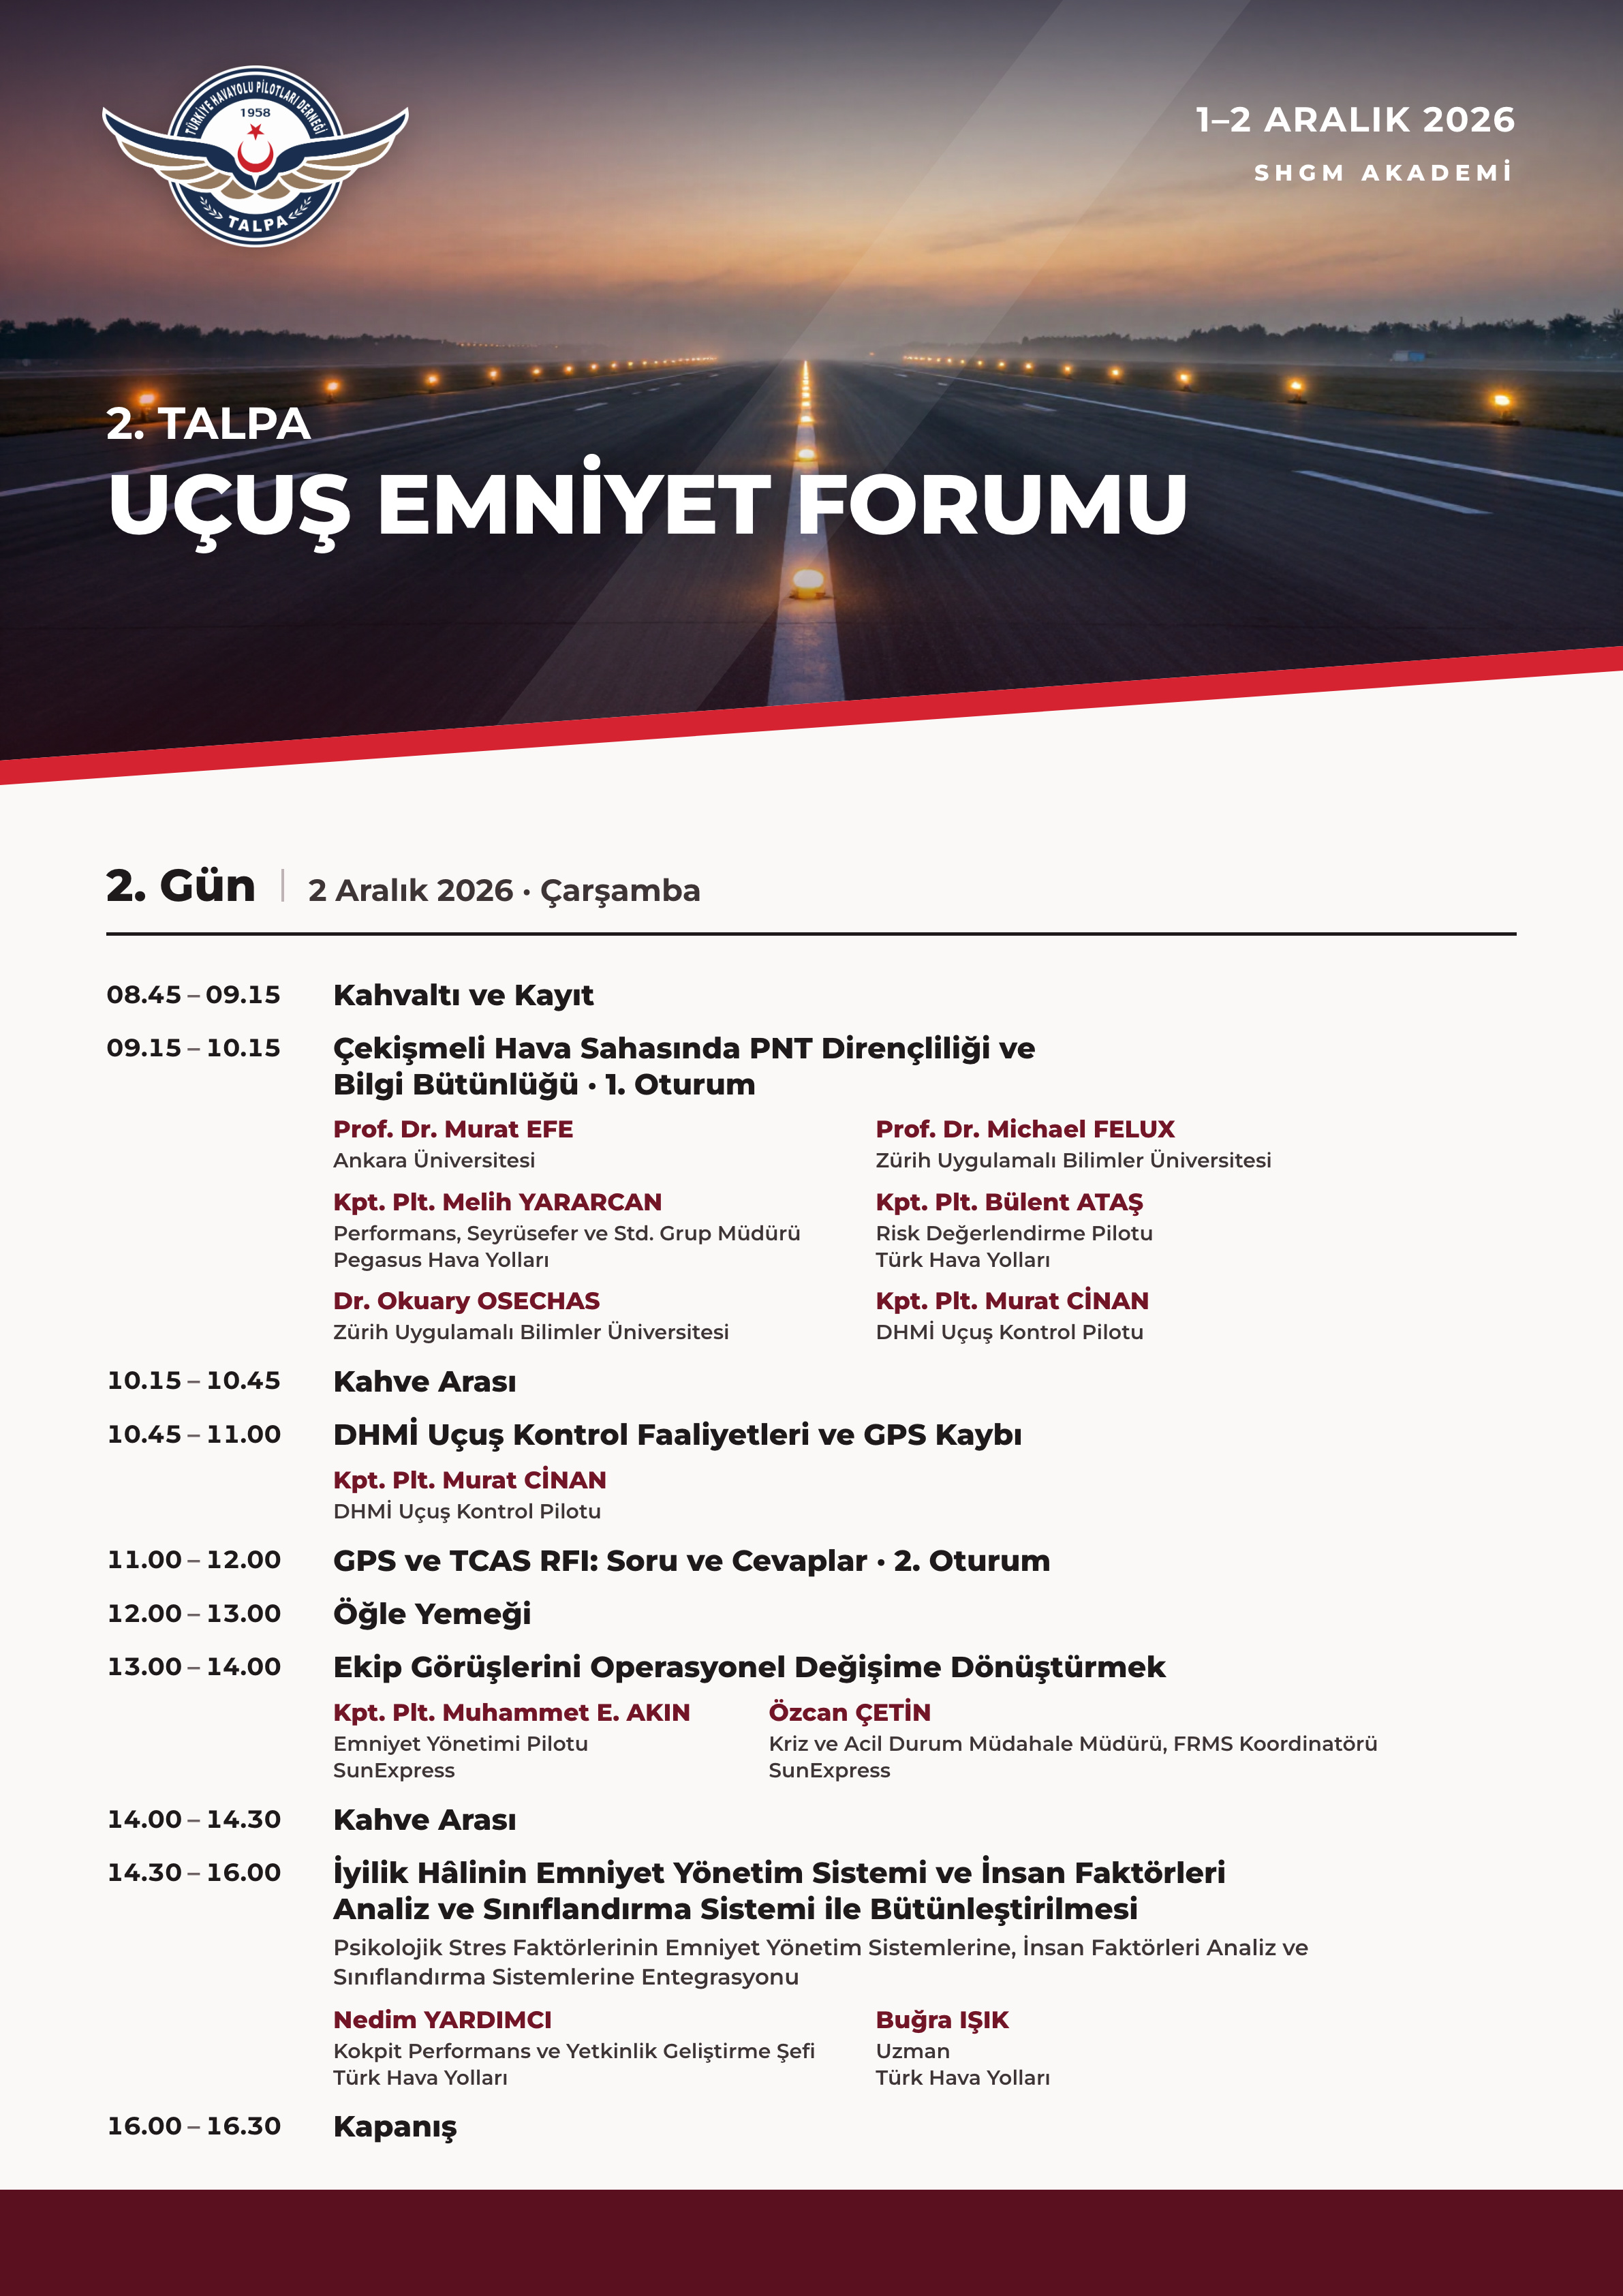 TÜRKİYE HAVAYOLU PİLOTLARI DERNEĞİ
1958
TALPA
1–2 ARALIK 2026
SHGM AKADEMİ
2. TALPA
UÇUŞ EMNİYET FORUMU
2. Gün | 2 Aralık 2026 · Çarşamba
08.45 – 09.15 Kahvaltı ve Kayıt
09.15 – 10.15 Çekişmeli Hava Sahasında PNT Dirençliliği ve
Bilgi Bütünlüğü · 1. Oturum
Prof. Dr. Murat EFE
Ankara Üniversitesi
Prof. Dr. Michael FELUX
Zürih Uygulamalı Bilimler Üniversitesi
Kpt. Plt. Melih YARARCAN
Performans, Seyrüsefer ve Std. Grup Müdürü
Pegasus Hava Yolları
Kpt. Plt. Bülent ATAŞ
Risk Değerlendirme Pilotu
Türk Hava Yolları
Dr. Okuary OSECHAS
Zürih Uygulamalı Bilimler Üniversitesi
Kpt. Plt. Murat CİNAN
DHMİ Uçuş Kontrol Pilotu
10.15 – 10.45 Kahve Arası
10.45 – 11.00 DHMİ Uçuş Kontrol Faaliyetleri ve GPS Kaybı
Kpt. Plt. Murat CİNAN
DHMİ Uçuş Kontrol Pilotu
11.00 – 12.00 GPS ve TCAS RFI: Soru ve Cevaplar · 2. Oturum
12.00 – 13.00 Öğle Yemeği
13.00 – 14.00 Ekip Görüşlerini Operasyonel Değişime Dönüştürmek
Kpt. Plt. Muhammet E. AKIN
Emniyet Yönetimi Pilotu
SunExpress
Özcan ÇETİN
Kriz ve Acil Durum Müdahale Müdürü, FRMS Koordinatörü
SunExpress
14.00 – 14.30 Kahve Arası
14.30 – 16.00 İyilik Hâlinin Emniyet Yönetim Sistemi ve İnsan Faktörleri
Analiz ve Sınıflandırma Sistemi ile Bütünleştirilmesi
Psikolojik Stres Faktörlerinin Emniyet Yönetim Sistemlerine, İnsan Faktörleri Analiz ve
Sınıflandırma Sistemlerine Entegrasyonu
Nedim YARDIMCI
Kokpit Performans ve Yetkinlik Geliştirme Şefi
Türk Hava Yolları
Buğra IŞIK
Uzman
Türk Hava Yolları
16.00 – 16.30 Kapanış